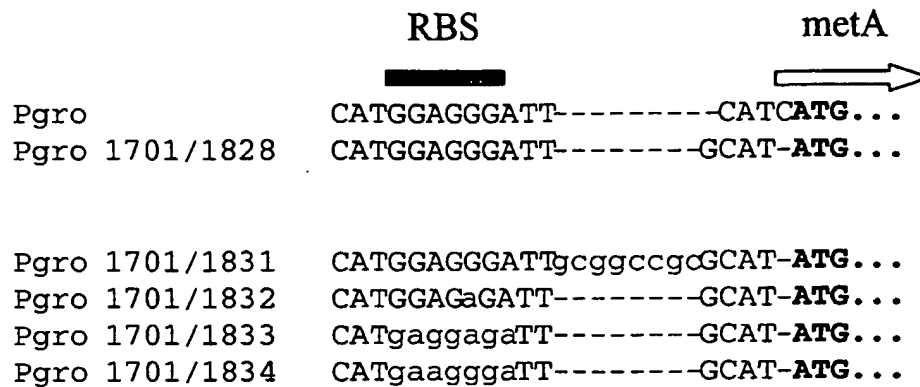 RBS metA
Pgro CATGGAGGGATT---------CATCATG...
Pgro 1701/1828 CATGGAGGGATT--------GCAT-ATG...
Pgro 1701/1831 CATGGAGGGATTgcggccgcGCAT-ATG...
Pgro 1701/1832 CATGGAGaGATT--------GCAT-ATG...
Pgro 1701/1833 CATgaggagaTT--------GCAT-ATG...
Pgro 1701/1834 CATgaagggaTT--------GCAT-ATG...